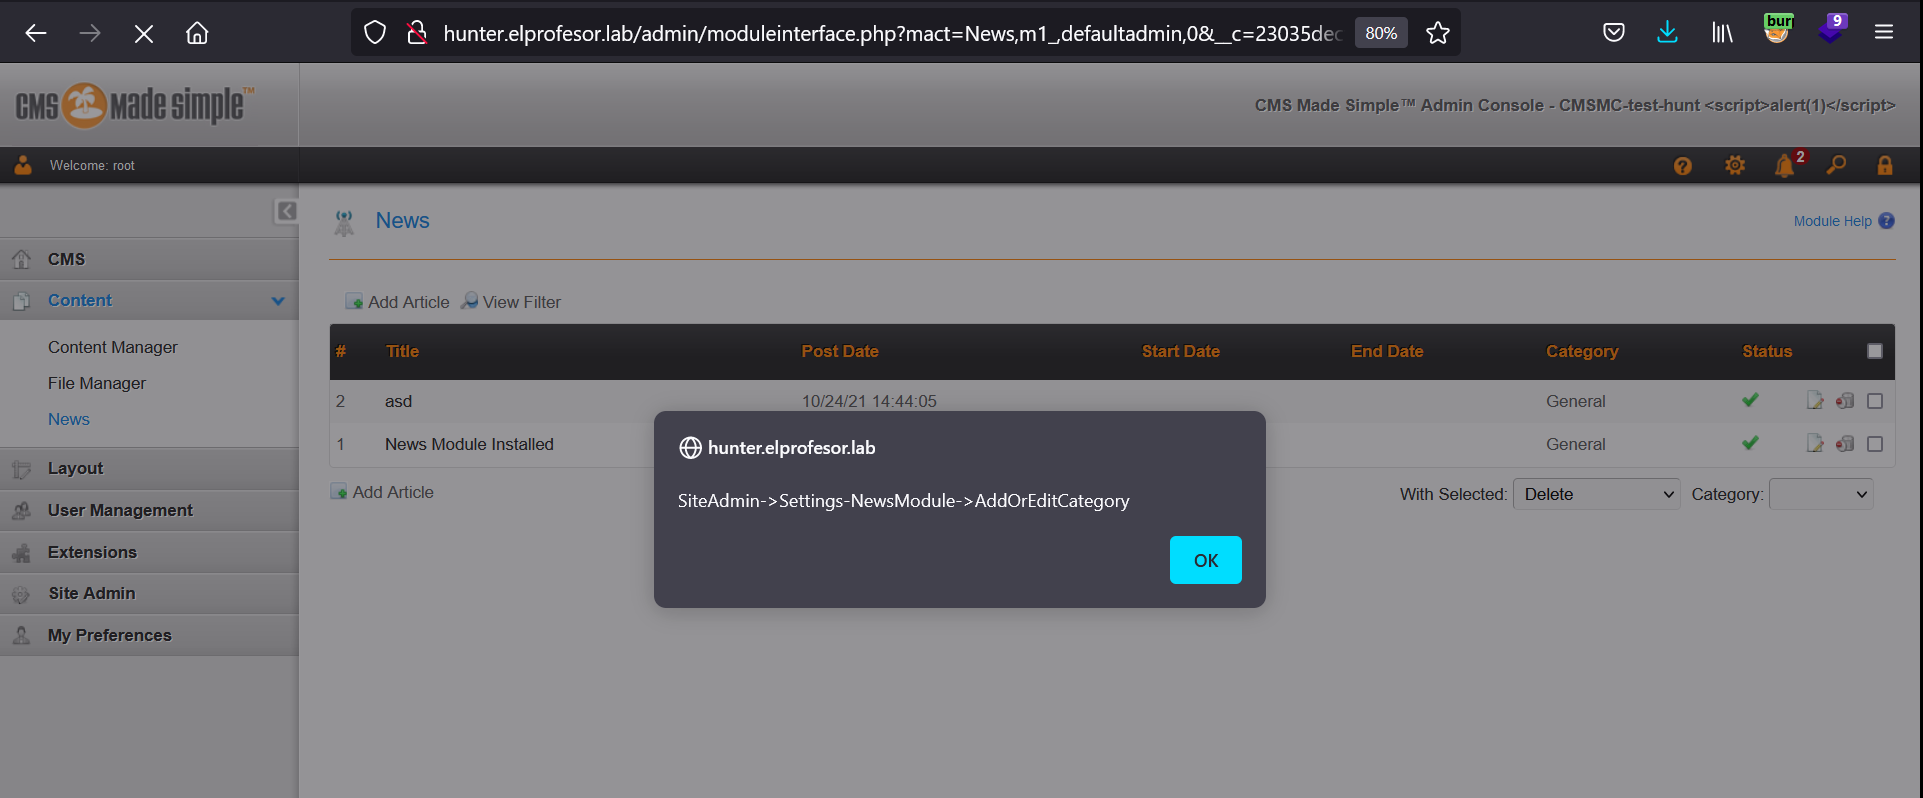 hunter.elprofesor.lab/admin/moduleinterface.php?mact=News,m1_,defaultadmin,0&__c=23035dec
80%
9
CMS made simple™
CMS Made Simple™ Admin Console - CMSMC-test-hunt <script>alert(1)</script>
Welcome: root
2
News
Module Help
CMS
Content
Content Manager
File Manager
News
Layout
User Management
Extensions
Site Admin
My Preferences
Add Article View Filter
# Title Post Date Start Date End Date Category Status
2 asd 10/24/21 14:44:05 General
1 News Module Installed General
Add Article
With Selected: Delete Category:
hunter.elprofesor.lab
SiteAdmin->Settings-NewsModule->AddOrEditCategory
OK